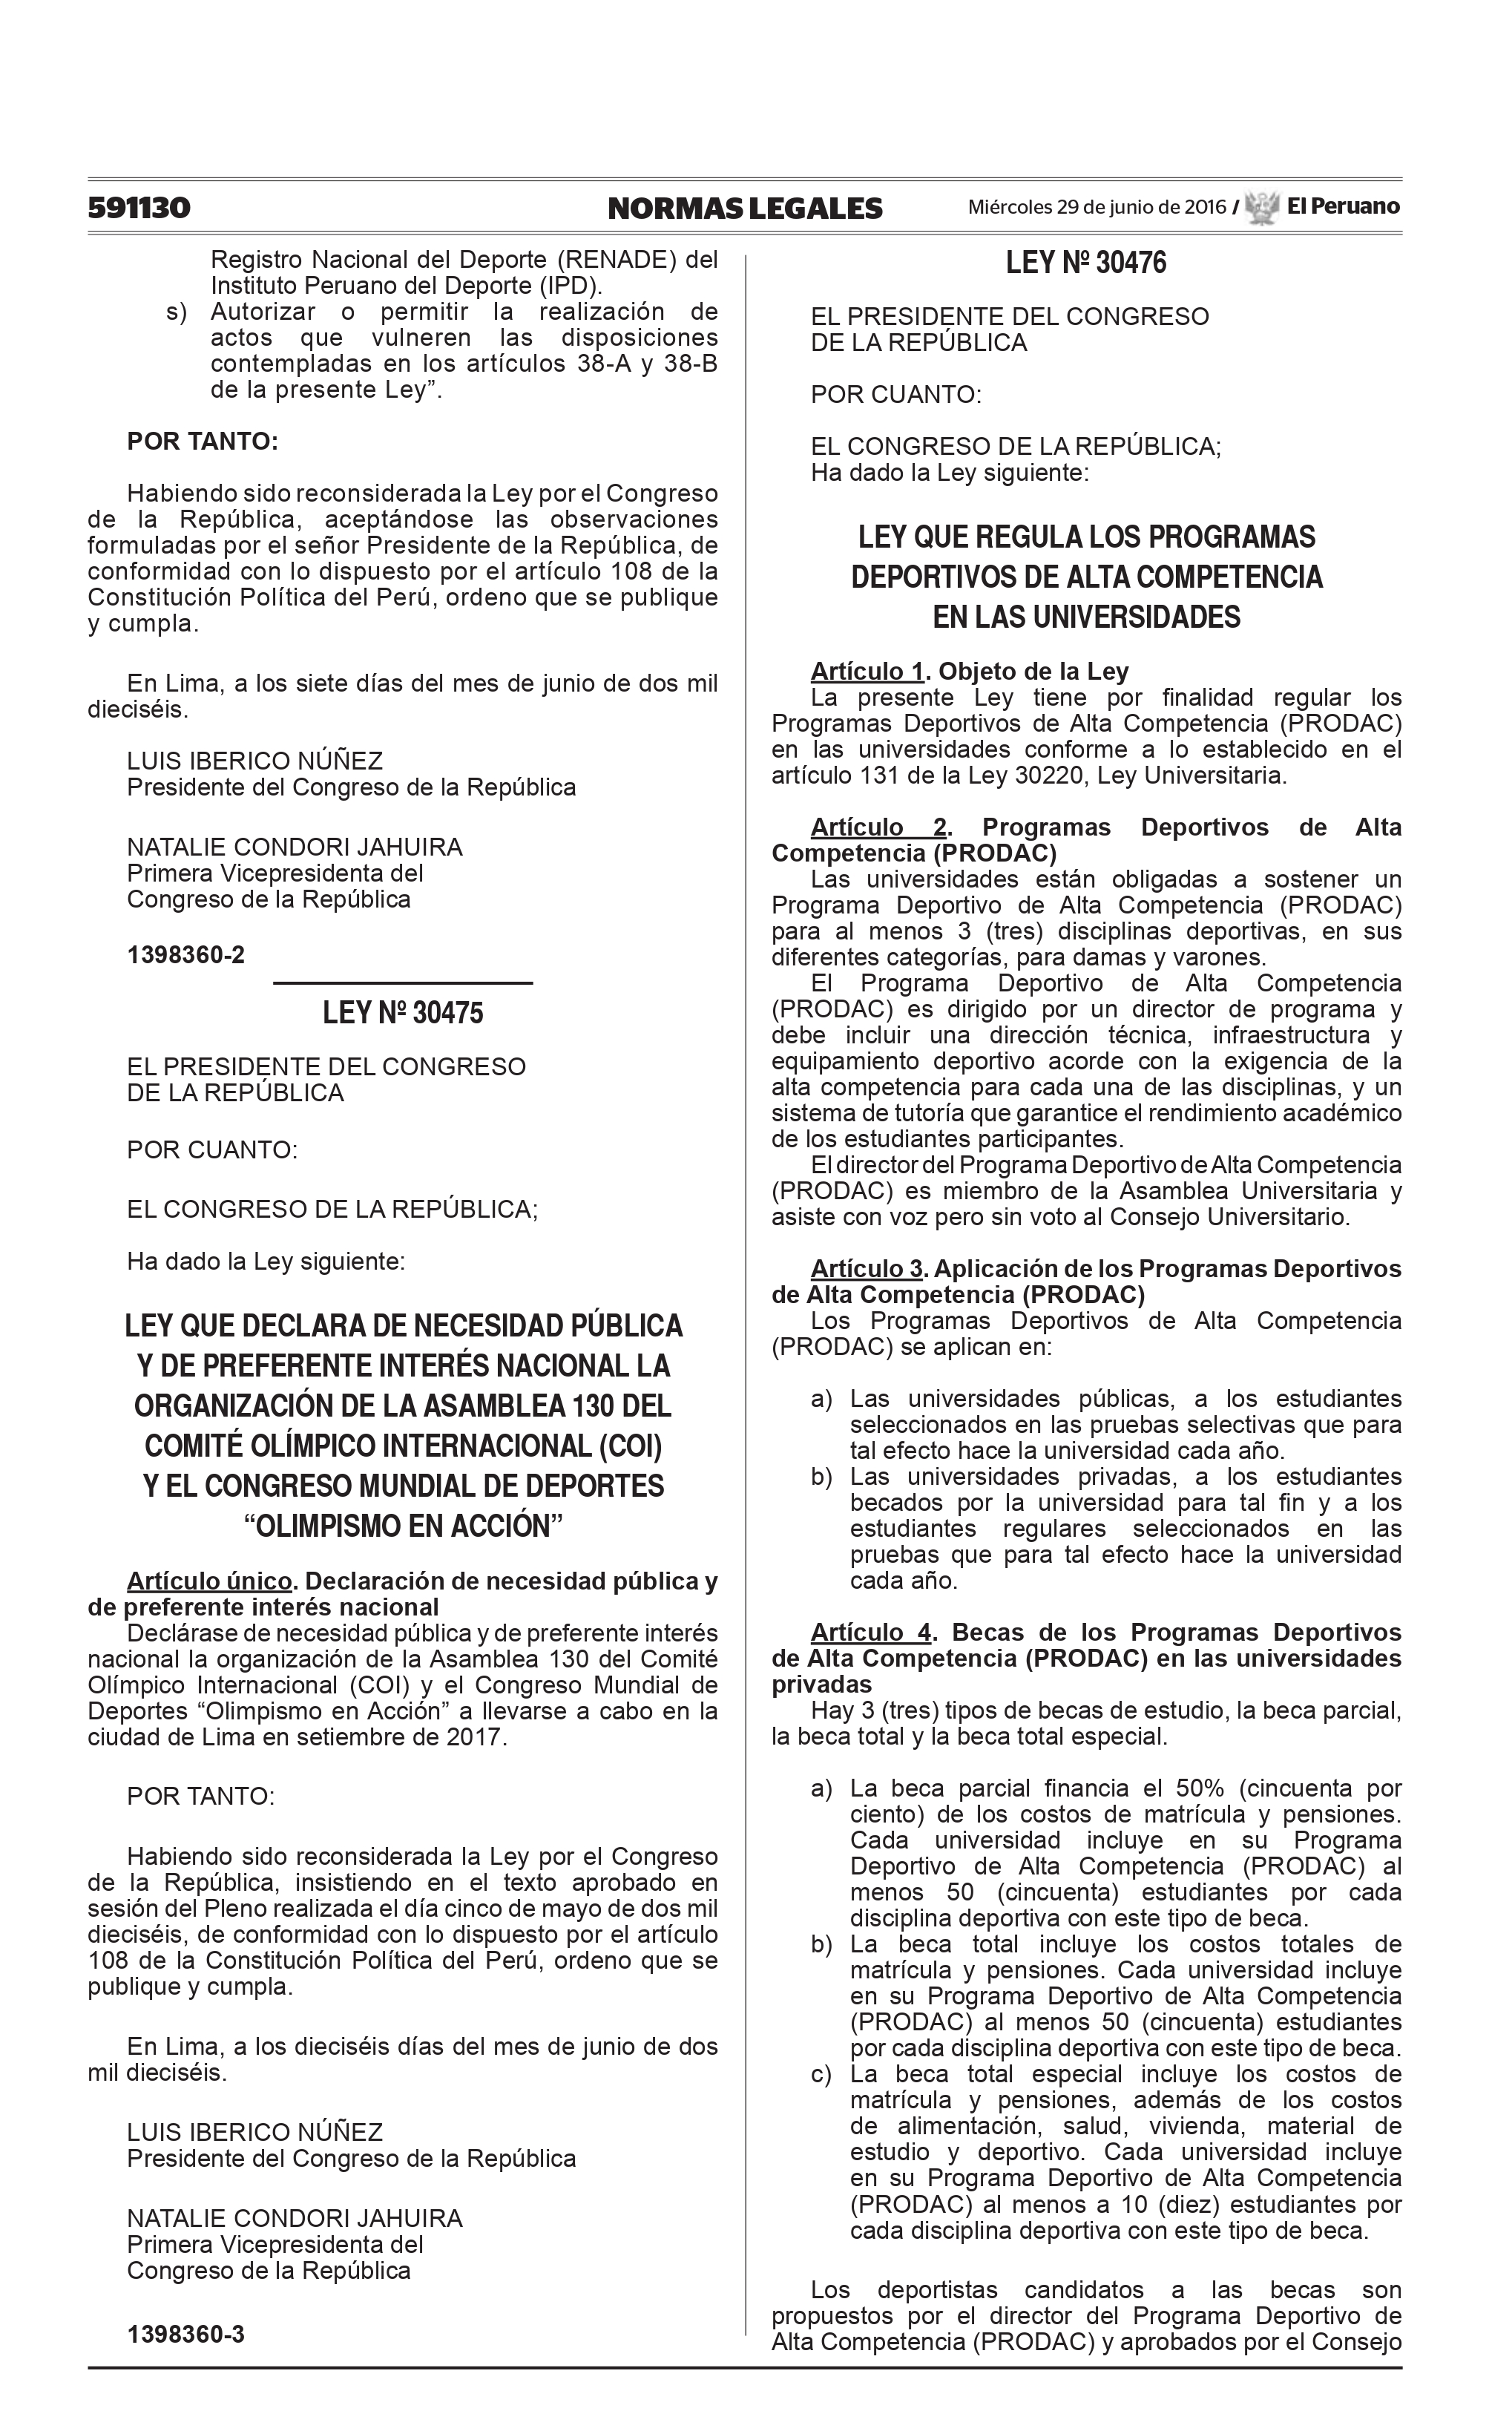 591130
NORMAS LEGALES
Miércoles 29 de junio de 2016 / El Peruano
Registro Nacional del Deporte (RENADE) del
Instituto Peruano del Deporte (IPD).
s) Autorizar o permitir la realización de
actos que vulneren las disposiciones
contempladas en los artículos 38-A y 38-B
de la presente Ley”.
POR TANTO:
Habiendo sido reconsiderada la Ley por el Congreso
de la República, aceptándose las observaciones
formuladas por el señor Presidente de la República, de
conformidad con lo dispuesto por el artículo 108 de la
Constitución Política del Perú, ordeno que se publique
y cumpla.
En Lima, a los siete días del mes de junio de dos mil
dieciséis.
LUIS IBERICO NÚÑEZ
Presidente del Congreso de la República
NATALIE CONDORI JAHUIRA
Primera Vicepresidenta del
Congreso de la República
1398360-2
LEY Nº 30475
EL PRESIDENTE DEL CONGRESO
DE LA REPÚBLICA
POR CUANTO:
EL CONGRESO DE LA REPÚBLICA;
Ha dado la Ley siguiente:
LEY QUE DECLARA DE NECESIDAD PÚBLICA
Y DE PREFERENTE INTERÉS NACIONAL LA
ORGANIZACIÓN DE LA ASAMBLEA 130 DEL
COMITÉ OLÍMPICO INTERNACIONAL (COI)
Y EL CONGRESO MUNDIAL DE DEPORTES
“OLIMPISMO EN ACCIÓN”
Artículo único. Declaración de necesidad pública y
de preferente interés nacional
Declárase de necesidad pública y de preferente interés
nacional la organización de la Asamblea 130 del Comité
Olímpico Internacional (COI) y el Congreso Mundial de
Deportes “Olimpismo en Acción” a llevarse a cabo en la
ciudad de Lima en setiembre de 2017.
POR TANTO:
Habiendo sido reconsiderada la Ley por el Congreso
de la República, insistiendo en el texto aprobado en
sesión del Pleno realizada el día cinco de mayo de dos mil
dieciséis, de conformidad con lo dispuesto por el artículo
108 de la Constitución Política del Perú, ordeno que se
publique y cumpla.
En Lima, a los dieciséis días del mes de junio de dos
mil dieciséis.
LUIS IBERICO NÚÑEZ
Presidente del Congreso de la República
NATALIE CONDORI JAHUIRA
Primera Vicepresidenta del
Congreso de la República
1398360-3
LEY Nº 30476
EL PRESIDENTE DEL CONGRESO
DE LA REPÚBLICA
POR CUANTO:
EL CONGRESO DE LA REPÚBLICA;
Ha dado la Ley siguiente:
LEY QUE REGULA LOS PROGRAMAS
DEPORTIVOS DE ALTA COMPETENCIA
EN LAS UNIVERSIDADES
Artículo 1. Objeto de la Ley
La presente Ley tiene por finalidad regular los
Programas Deportivos de Alta Competencia (PRODAC)
en las universidades conforme a lo establecido en el
artículo 131 de la Ley 30220, Ley Universitaria.
Artículo 2. Programas Deportivos de Alta
Competencia (PRODAC)
Las universidades están obligadas a sostener un
Programa Deportivo de Alta Competencia (PRODAC)
para al menos 3 (tres) disciplinas deportivas, en sus
diferentes categorías, para damas y varones.
El Programa Deportivo de Alta Competencia
(PRODAC) es dirigido por un director de programa y
debe incluir una dirección técnica, infraestructura y
equipamiento deportivo acorde con la exigencia de la
alta competencia para cada una de las disciplinas, y un
sistema de tutoría que garantice el rendimiento académico
de los estudiantes participantes.
El director del Programa Deportivo de Alta Competencia
(PRODAC) es miembro de la Asamblea Universitaria y
asiste con voz pero sin voto al Consejo Universitario.
Artículo 3. Aplicación de los Programas Deportivos
de Alta Competencia (PRODAC)
Los Programas Deportivos de Alta Competencia
(PRODAC) se aplican en:
a) Las universidades públicas, a los estudiantes
seleccionados en las pruebas selectivas que para
tal efecto hace la universidad cada año.
b) Las universidades privadas, a los estudiantes
becados por la universidad para tal fin y a los
estudiantes regulares seleccionados en las
pruebas que para tal efecto hace la universidad
cada año.
Artículo 4. Becas de los Programas Deportivos
de Alta Competencia (PRODAC) en las universidades
privadas
Hay 3 (tres) tipos de becas de estudio, la beca parcial,
la beca total y la beca total especial.
a) La beca parcial financia el 50% (cincuenta por
ciento) de los costos de matrícula y pensiones.
Cada universidad incluye en su Programa
Deportivo de Alta Competencia (PRODAC) al
menos 50 (cincuenta) estudiantes por cada
disciplina deportiva con este tipo de beca.
b) La beca total incluye los costos totales de
matrícula y pensiones. Cada universidad incluye
en su Programa Deportivo de Alta Competencia
(PRODAC) al menos 50 (cincuenta) estudiantes
por cada disciplina deportiva con este tipo de beca.
c) La beca total especial incluye los costos de
matrícula y pensiones, además de los costos
de alimentación, salud, vivienda, material de
estudio y deportivo. Cada universidad incluye
en su Programa Deportivo de Alta Competencia
(PRODAC) al menos a 10 (diez) estudiantes por
cada disciplina deportiva con este tipo de beca.
Los deportistas candidatos a las becas son
propuestos por el director del Programa Deportivo de
Alta Competencia (PRODAC) y aprobados por el Consejo